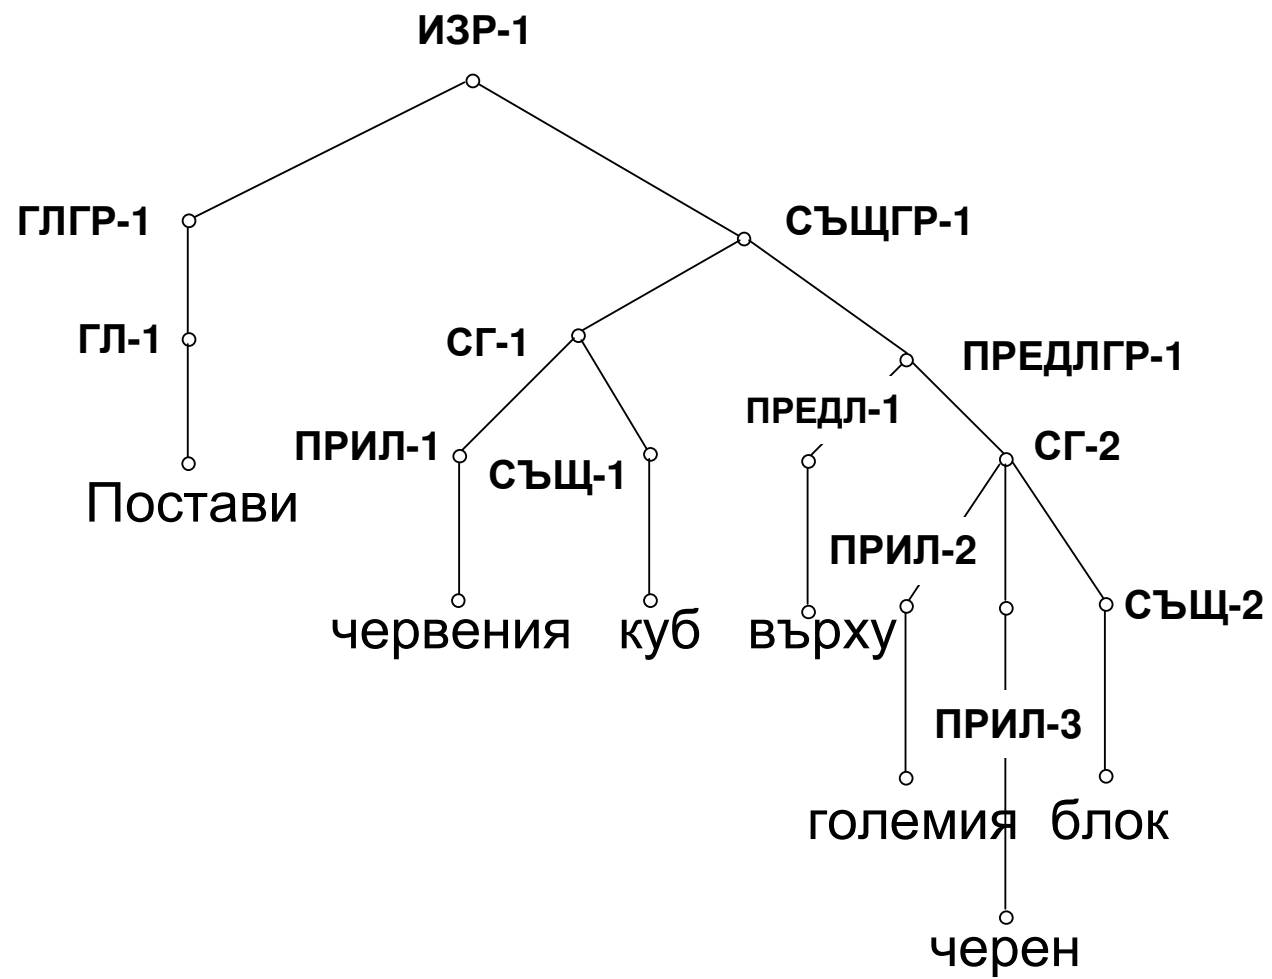 ИЗР-1
ГЛГР-1
СЪЩГР-1
ГЛ-1
СГ-1
ПРЕДЛГР-1
ПРЕДЛ-1
ПРИЛ-1
СЪЩ-1
СГ-2
Постави
ПРИЛ-2
СЪЩ-2
червения куб върху
ПРИЛ-3
големия блок
черен